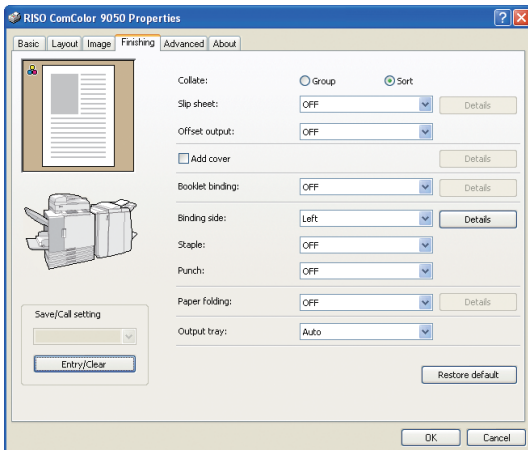 RISO ComColor 9050 Properties
Basic Layout Image Finishing Advanced About
Collate: Group Sort
Slip sheet: OFF Details
Offset output: OFF
Add cover Details
Booklet binding: OFF Details
Binding side: Left Details
Staple: OFF
Punch: OFF
Paper folding: OFF Details
Output tray: Auto
Save/Call setting
Entry/Clear
Restore default
OK Cancel